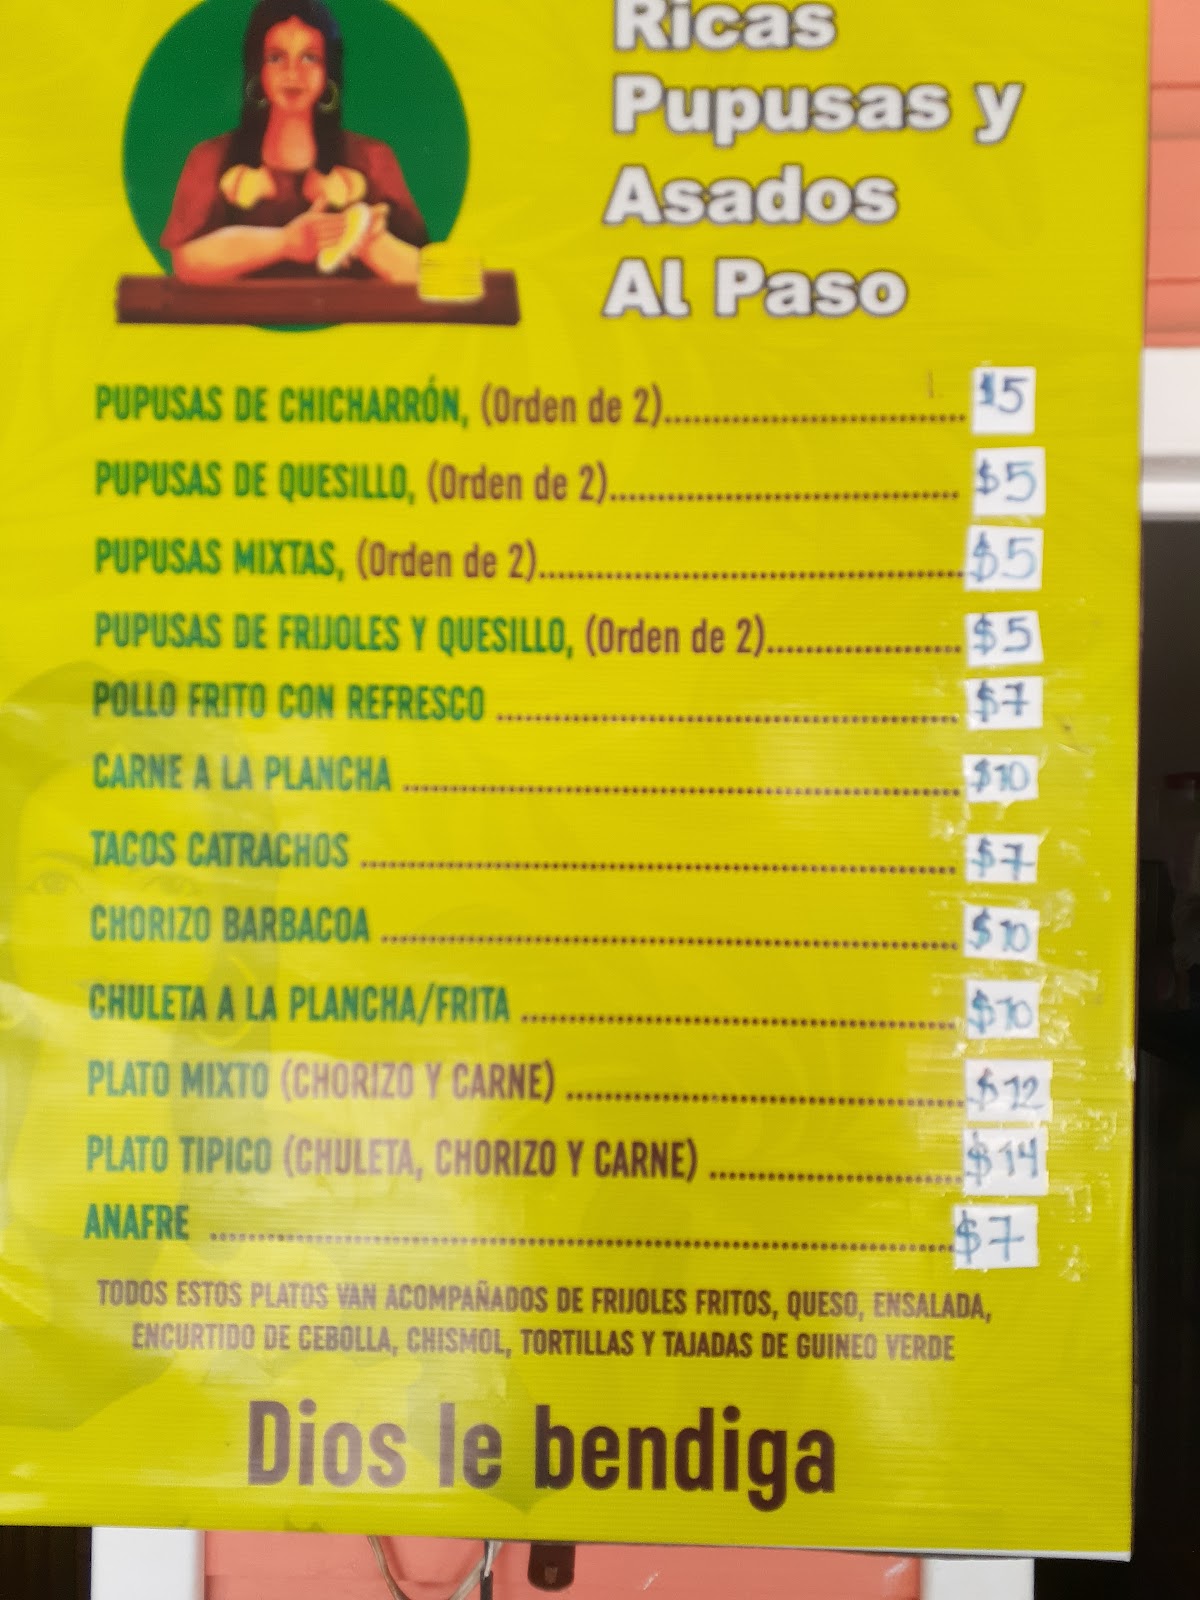 Ricas
Pupusas y
Asados
Al Paso
PUPUSAS DE CHICHARRÓN, (Orden de 2)........................ $5
PUPUSAS DE QUESILLO, (Orden de 2)............................ $5
PUPUSAS MIXTAS, (Orden de 2)................................... $5
PUPUSAS DE FRIJOLES Y QUESILLO, (Orden de 2)............... $5
POLLO FRITO CON REFRESCO ..................................... $7
CARNE A LA PLANCHA ............................................ $10
TACOS CATRACHOS ............................................... $7
CHORIZO BARBACOA .............................................. $10
CHULETA A LA PLANCHA/FRITA ................................... $10
PLATO MIXTO (CHORIZO Y CARNE) ................................ $12
PLATO TIPICO (CHULETA, CHORIZO Y CARNE) ..................... $14
ANAFRE ........................................................... $7
TODOS ESTOS PLATOS VAN ACOMPAÑADOS DE FRIJOLES FRITOS, QUESO, ENSALADA,
ENCURTIDO DE CEBOLLA, CHISMOL, TORTILLAS Y TAJADAS DE GUINEO VERDE
Dios le bendiga